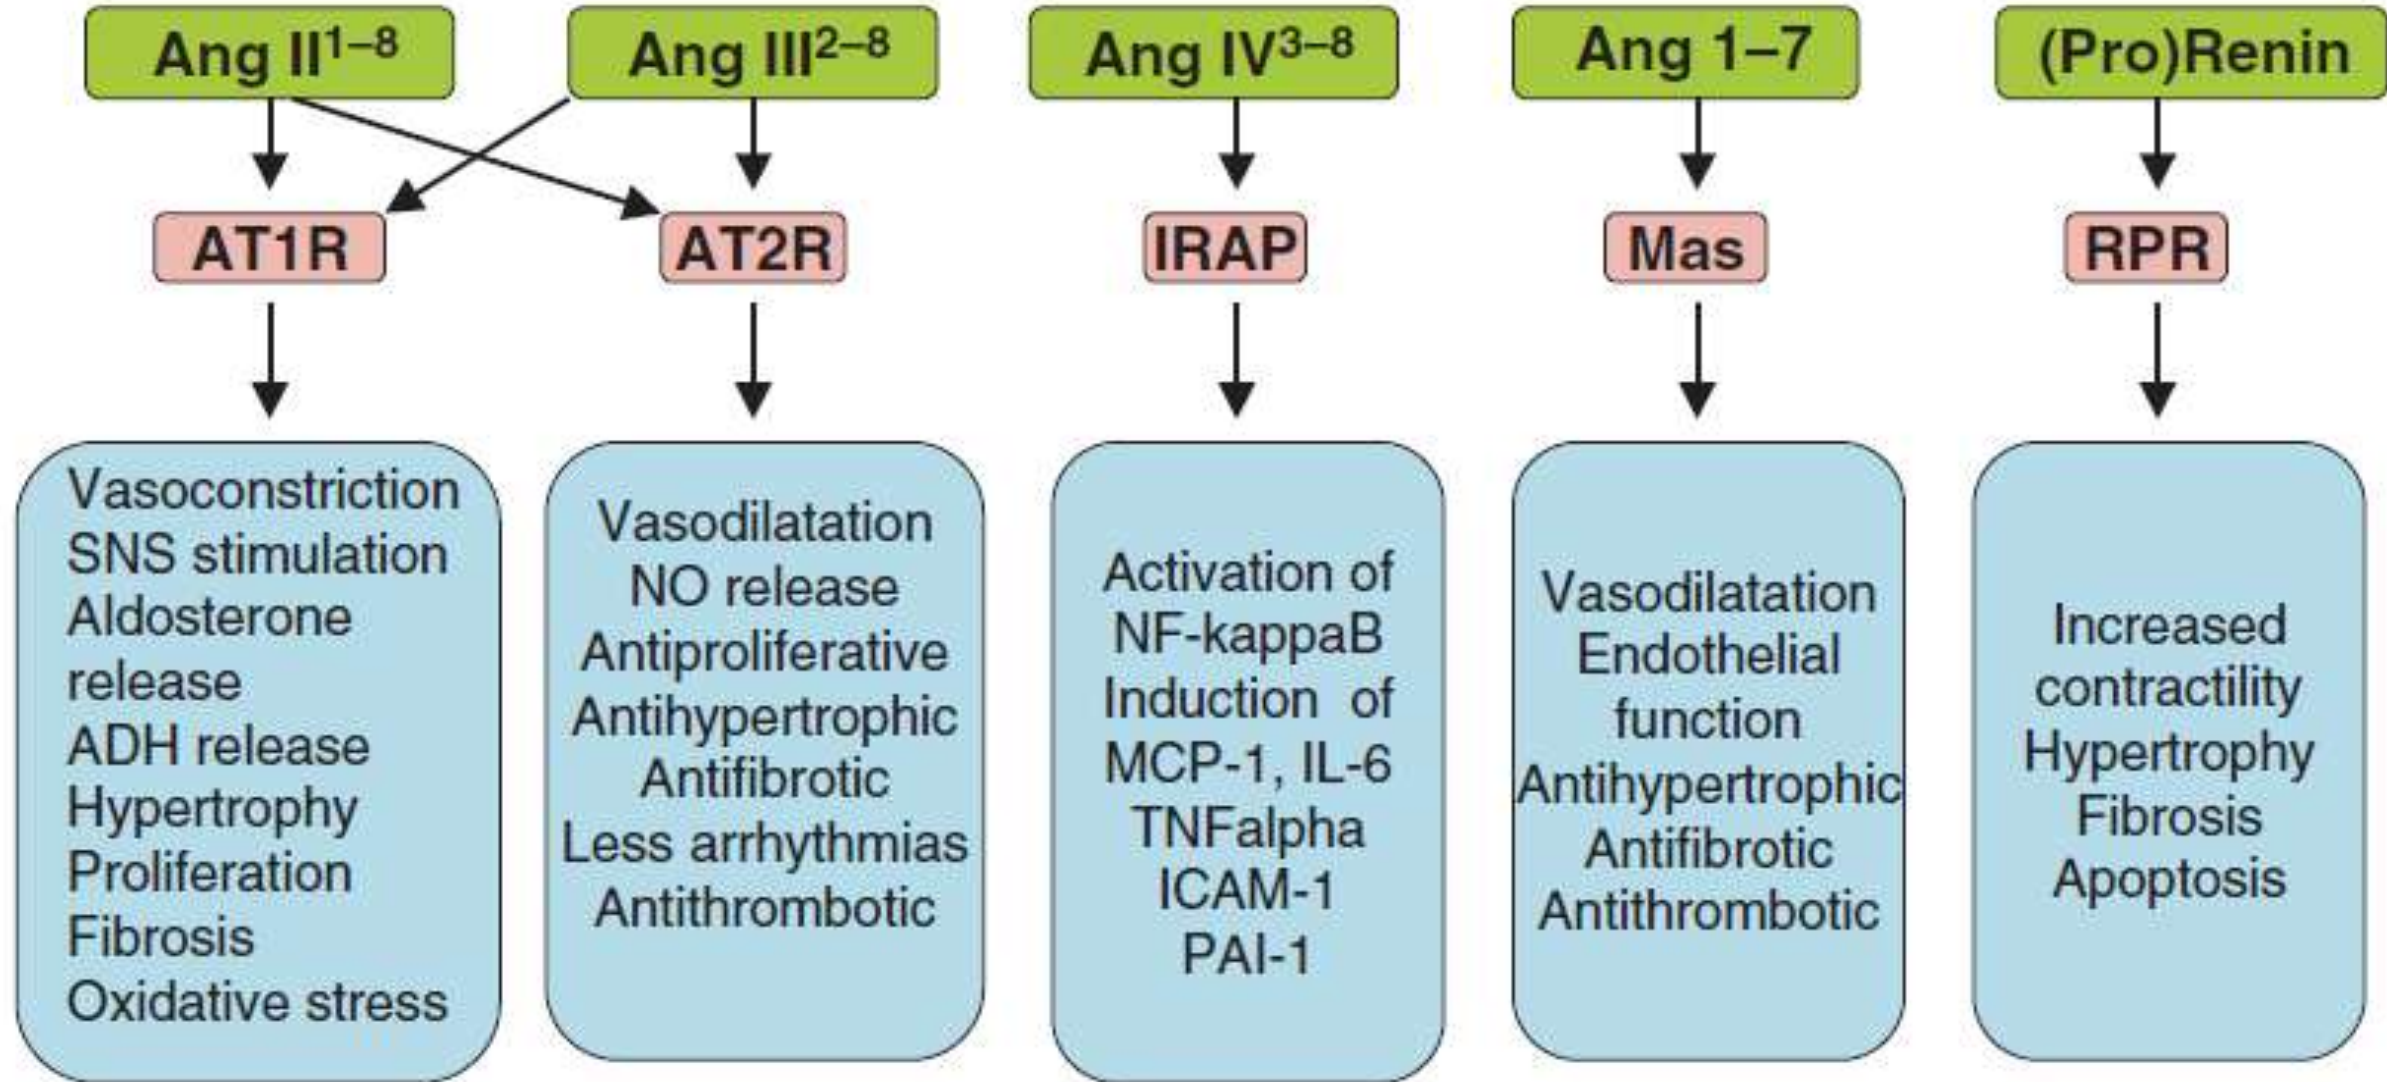 Ang II1–8
Ang III2–8
Ang IV3–8
Ang 1–7
(Pro)Renin
AT1R
AT2R
IRAP
Mas
RPR
Vasoconstriction
SNS stimulation
Aldosterone
release
ADH release
Hypertrophy
Proliferation
Fibrosis
Oxidative stress
Vasodilatation
NO release
Antiproliferative
Antihypertrophic
Antifibrotic
Less arrhythmias
Antithrombotic
Activation of
NF-kappaB
Induction of
MCP-1, IL-6
TNFalpha
ICAM-1
PAI-1
Vasodilatation
Endothelial
function
Antihypertrophic
Antifibrotic
Antithrombotic
Increased
contractility
Hypertrophy
Fibrosis
Apoptosis